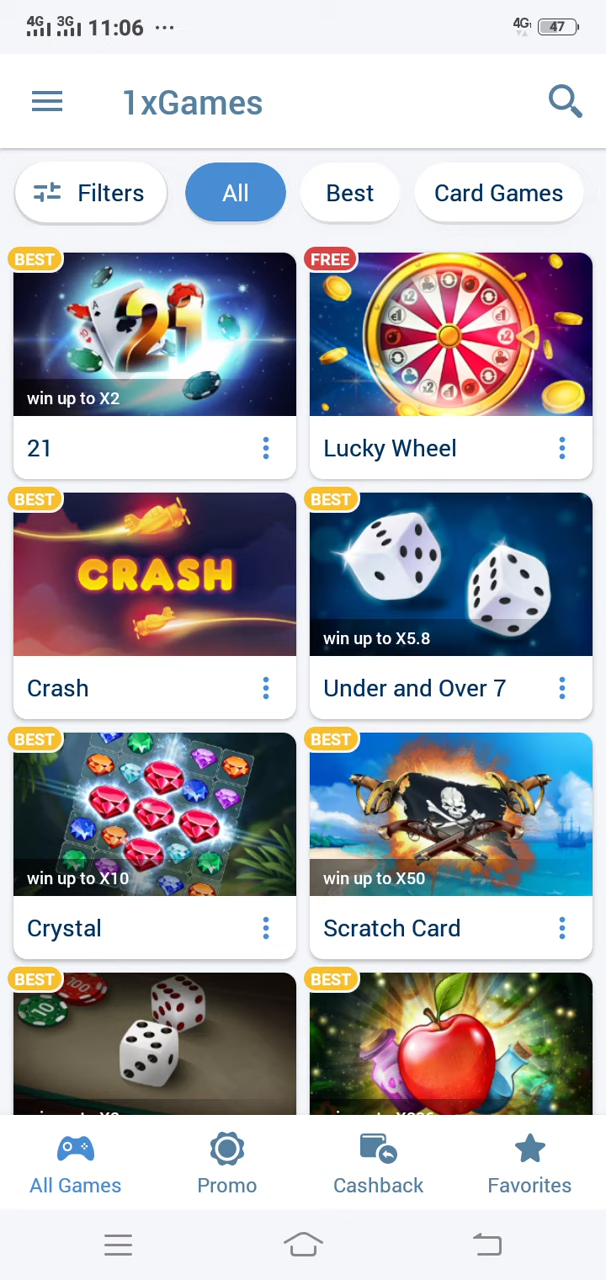 4G 3G 11:06 ... 4G 47
1xGames
Filters All Best Card Games
BEST FREE
21
win up to X2
21 Lucky Wheel
BEST BEST
CRASH
win up to X5.8
Crash Under and Over 7
BEST BEST
win up to X10 win up to X50
Crystal Scratch Card
BEST BEST
10 100
All Games Promo Cashback Favorites